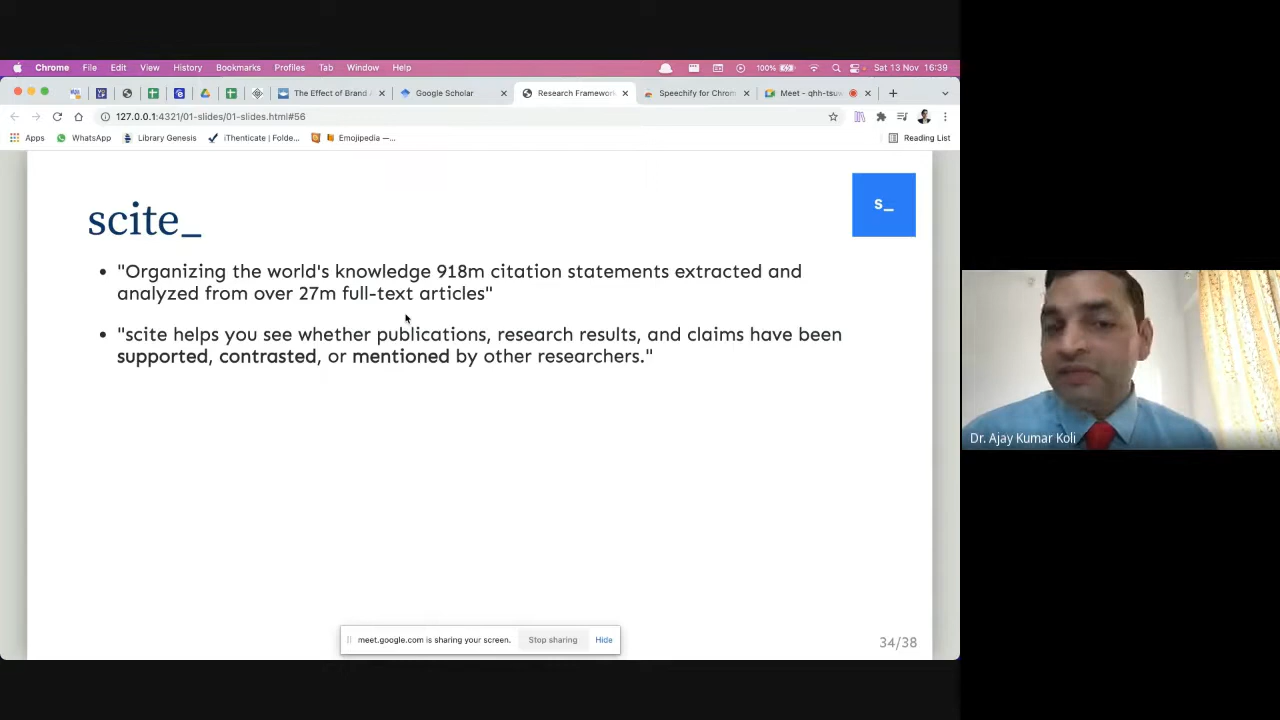 Chrome File Edit View History Bookmarks Profiles Tab Window Help 100% Sat 13 Nov 16:39
The Effect of Brand A Google Scholar Research Framework Speechify for Chrom Meet - qhh-tsuw
127.0.0.1:4321/01-slides/01-slides.html#56
Apps WhatsApp Library Genesis iThenticate | Folde... Emojipedia —... Reading List
scite_
s_
• "Organizing the world's knowledge 918m citation statements extracted and
analyzed from over 27m full-text articles"
• "scite helps you see whether publications, research results, and claims have been
supported, contrasted, or mentioned by other researchers."
Dr. Ajay Kumar Koli
meet.google.com is sharing your screen. Stop sharing Hide
34/38